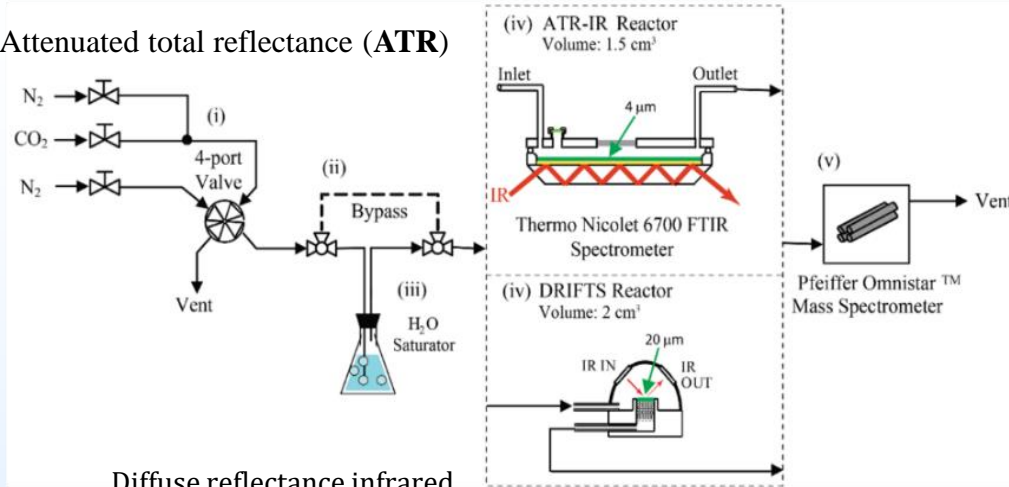 Attenuated total reflectance (ATR)
N₂
CO₂
N₂
(i)
4-port
Valve
Vent
(ii)
Bypass
(iii)
H₂O
Saturator
(iv) ATR-IR Reactor
Volume: 1.5 cm³
Inlet
Outlet
4 μm
IR
Thermo Nicolet 6700 FTIR
Spectrometer
(iv) DRIFTS Reactor
Volume: 2 cm³
20 μm
IR IN
IR
OUT
(v)
Vent
Pfeiffer Omnistar ™
Mass Spectrometer
Diffuse reflectance infrared